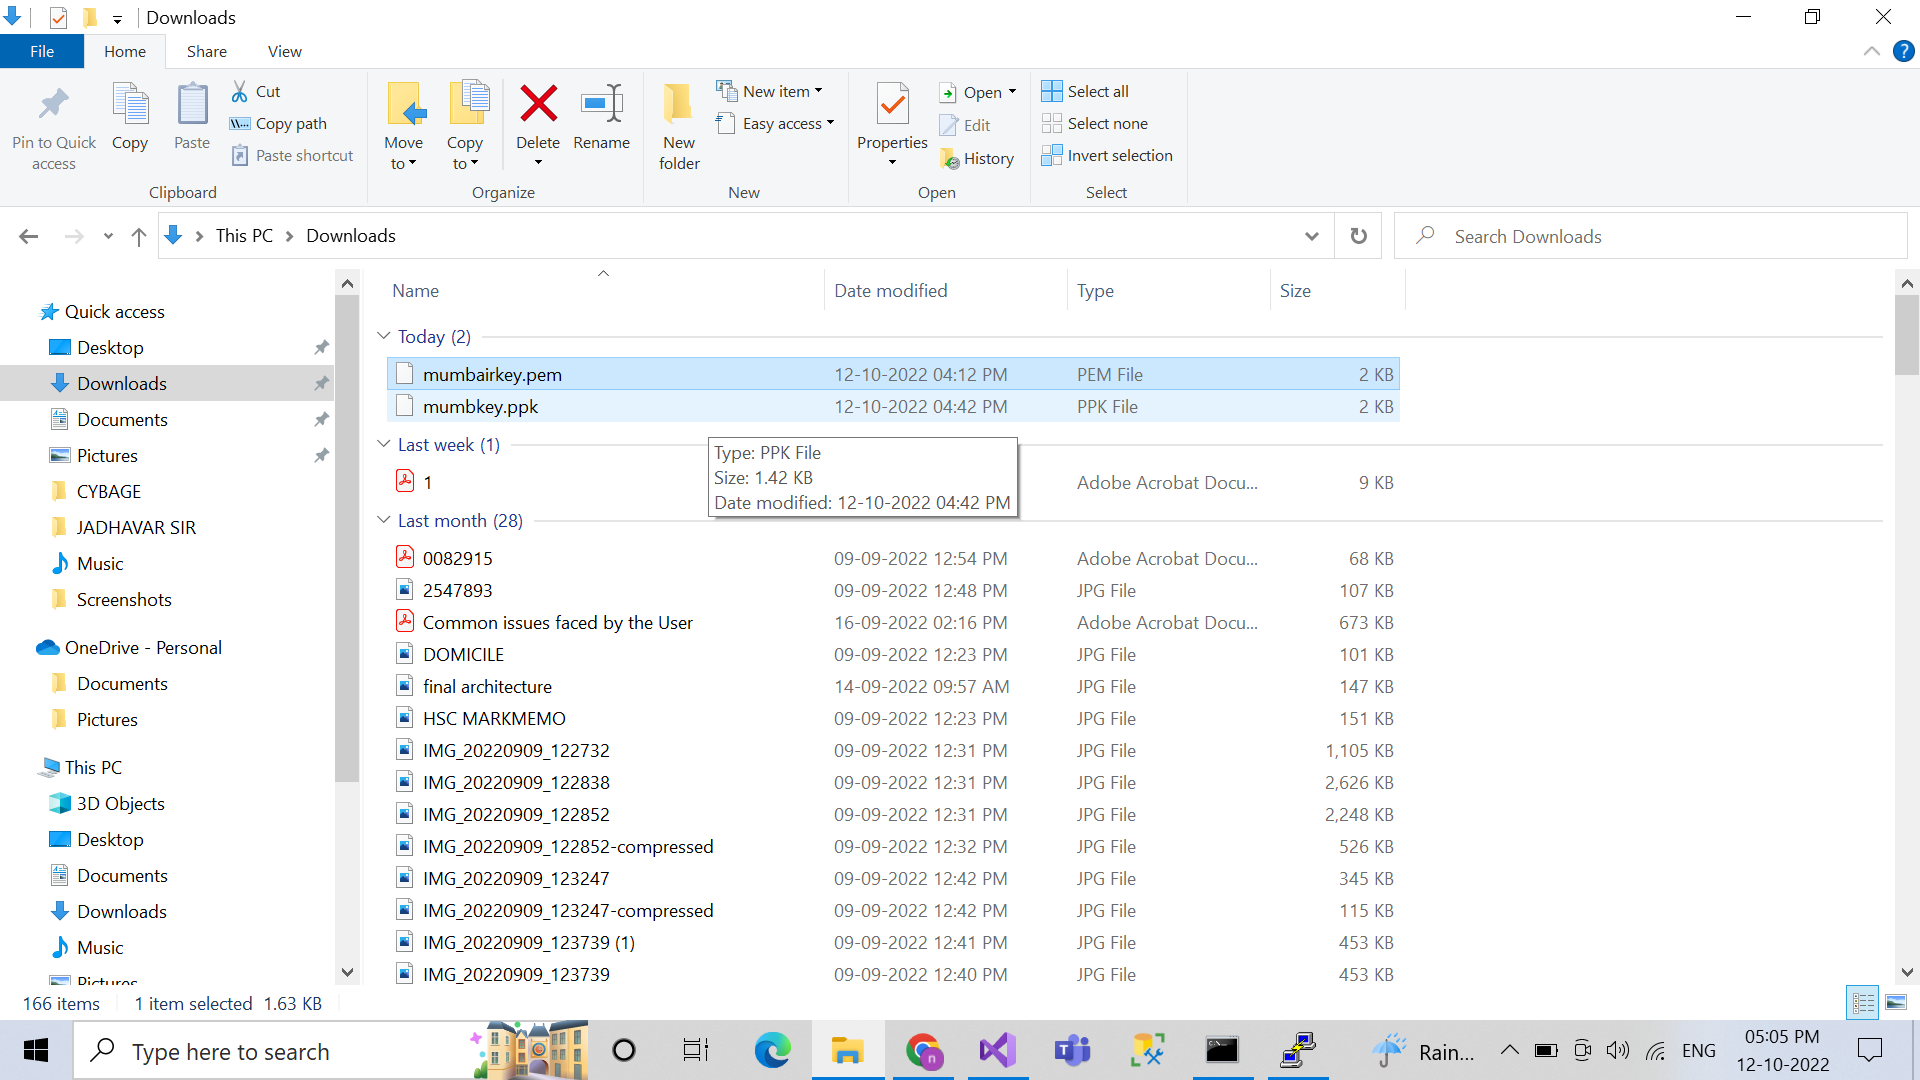 Downloads
File Home Share View
Pin to Quick access
Copy
Paste
Cut
Copy path
Paste shortcut
Clipboard
Move to
Copy to
Delete
Rename
Organize
New folder
New item
Easy access
New
Properties
Open
Edit
History
Open
Select all
Select none
Invert selection
Select
This PC > Downloads
Search Downloads
Quick access
Desktop
Downloads
Documents
Pictures
CYBAGE
JADHAVAR SIR
Music
Screenshots
OneDrive - Personal
Documents
Pictures
This PC
3D Objects
Desktop
Documents
Downloads
Music
Pictures
Name Date modified Type Size
Today (2)
mumbairkey.pem 12-10-2022 04:12 PM PEM File 2 KB
mumbkey.ppk 12-10-2022 04:42 PM PPK File 2 KB
Last week (1)
1 Adobe Acrobat Docu... 9 KB
Type: PPK File
Size: 1.42 KB
Date modified: 12-10-2022 04:42 PM
Last month (28)
0082915 09-09-2022 12:54 PM Adobe Acrobat Docu... 68 KB
2547893 09-09-2022 12:48 PM JPG File 107 KB
Common issues faced by the User 16-09-2022 02:16 PM Adobe Acrobat Docu... 673 KB
DOMICILE 09-09-2022 12:23 PM JPG File 101 KB
final architecture 14-09-2022 09:57 AM JPG File 147 KB
HSC MARKMEMO 09-09-2022 12:23 PM JPG File 151 KB
IMG_20220909_122732 09-09-2022 12:31 PM JPG File 1,105 KB
IMG_20220909_122838 09-09-2022 12:31 PM JPG File 2,626 KB
IMG_20220909_122852 09-09-2022 12:31 PM JPG File 2,248 KB
IMG_20220909_122852-compressed 09-09-2022 12:32 PM JPG File 526 KB
IMG_20220909_123247 09-09-2022 12:42 PM JPG File 345 KB
IMG_20220909_123247-compressed 09-09-2022 12:42 PM JPG File 115 KB
IMG_20220909_123739 (1) 09-09-2022 12:41 PM JPG File 453 KB
IMG_20220909_123739 09-09-2022 12:40 PM JPG File 453 KB
166 items 1 item selected 1.63 KB
Type here to search
Rain...
ENG
05:05 PM
12-10-2022